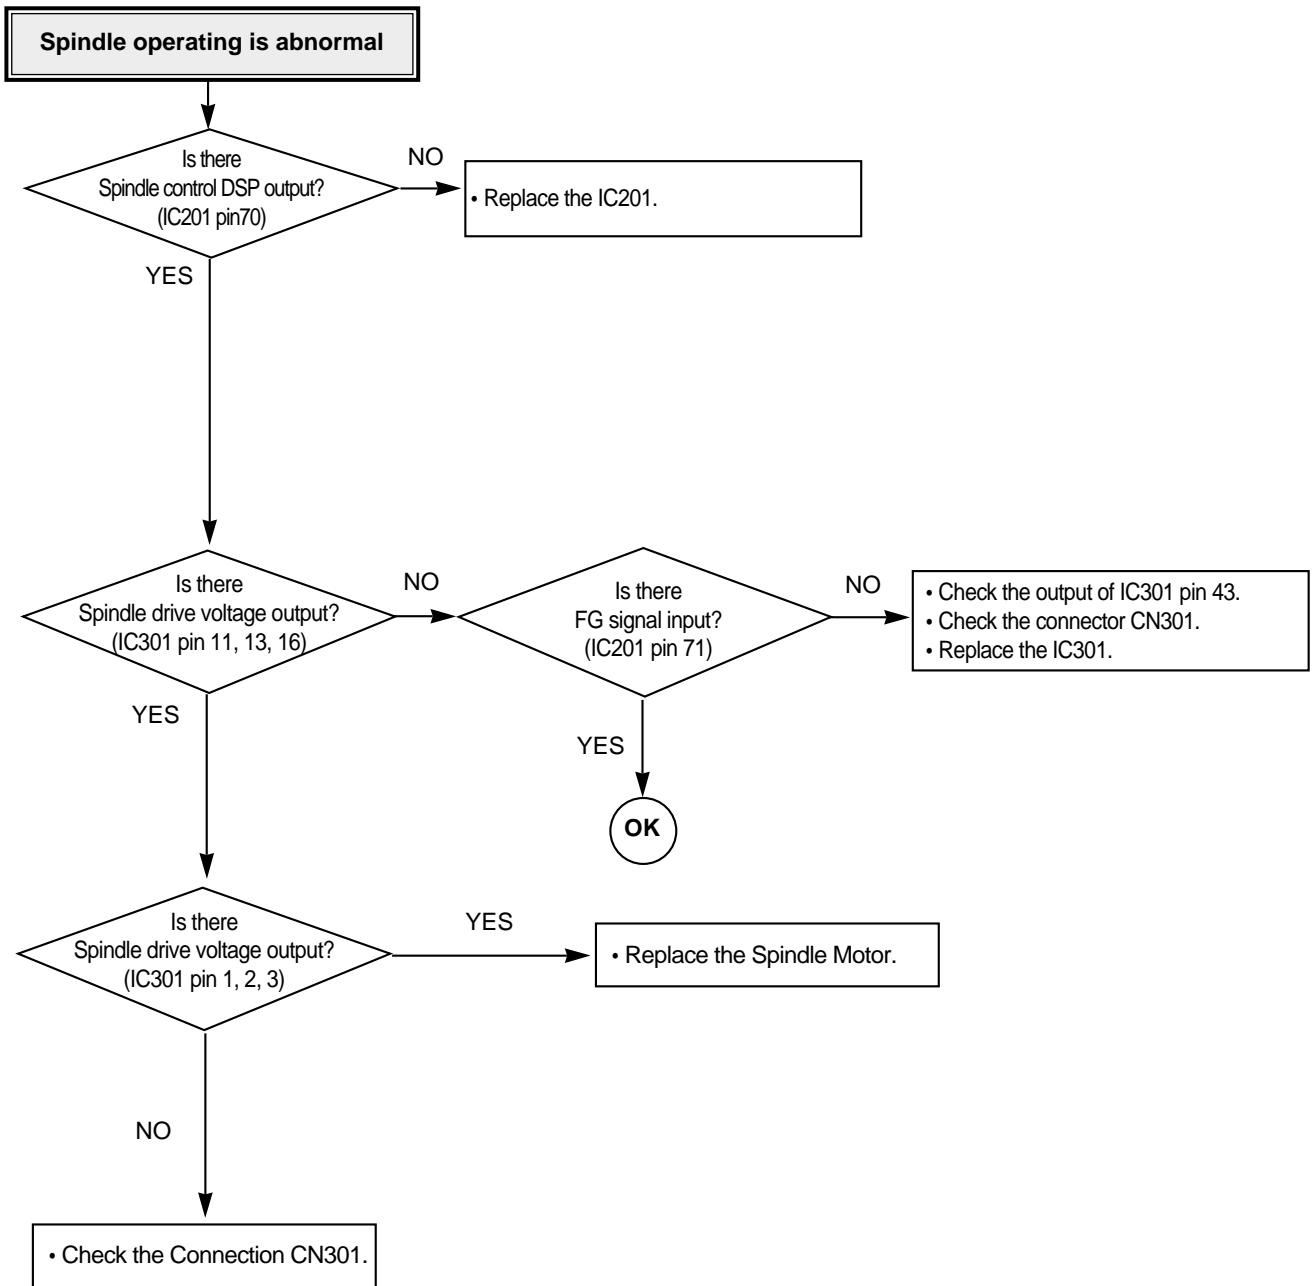 Spindle operating is abnormal
Is there
Spindle control DSP output?
(IC201 pin70)
NO
• Replace the IC201.
YES
Is there
Spindle drive voltage output?
(IC301 pin 11, 13, 16)
NO
Is there
FG signal input?
(IC201 pin 71)
NO
• Check the output of IC301 pin 43.
• Check the connector CN301.
• Replace the IC301.
YES
YES
OK
Is there
Spindle drive voltage output?
(IC301 pin 1, 2, 3)
YES
• Replace the Spindle Motor.
NO
• Check the Connection CN301.